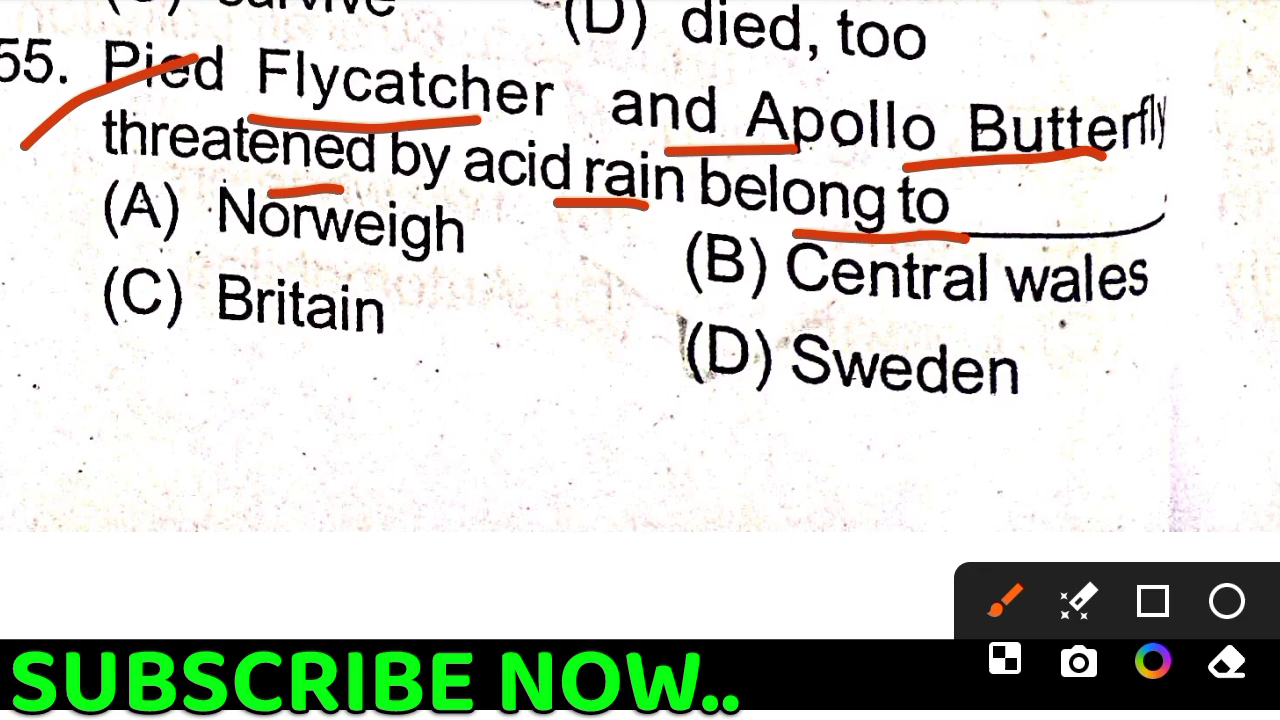 (C) survive (D) died, too
55. Pied Flycatcher and Apollo Butterfly
threatened by acid rain belong to
(A) Norweigh (B) Central wales
(C) Britain (D) Sweden
SUBSCRIBE NOW..